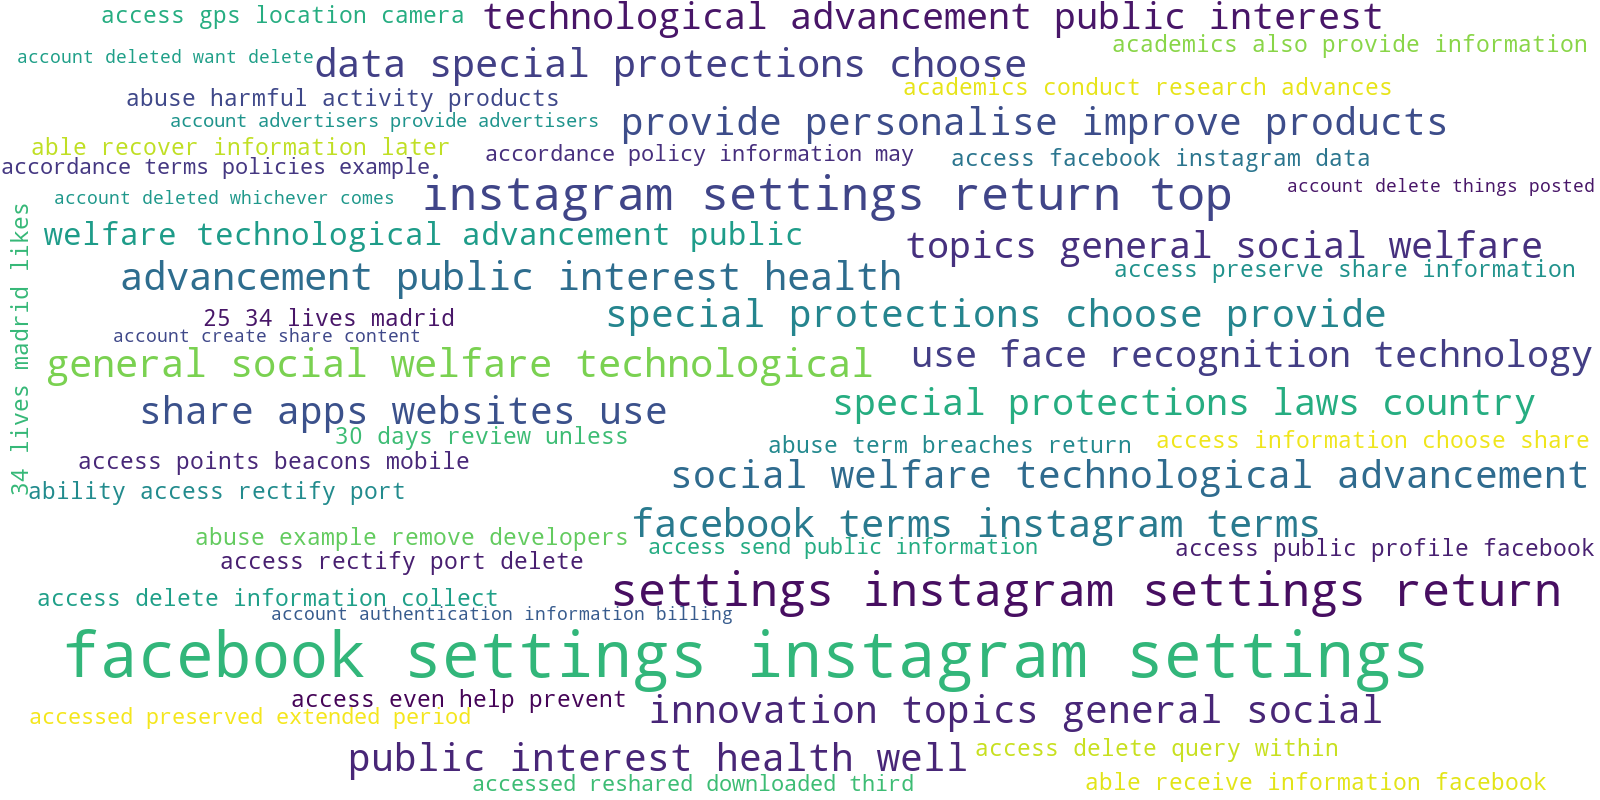 access gps location camera
technological advancement public interest
academics also provide information
account deleted want delete
data special protections choose
academics conduct research advances
abuse harmful activity products
account advertisers provide advertisers
provide personalise improve products
able recover information later
accordance policy information may
access facebook instagram data
accordance terms policies example
account delete things posted
account deleted whichever comes
instagram settings return top
welfare technological advancement public
topics general social welfare
advancement public interest health
access preserve share information
25 34 lives madrid
special protections choose provide
account create share content
general social welfare technological
use face recognition technology
34 lives madrid likes
share apps websites use
special protections laws country
30 days review unless
abuse term breaches return
access information choose share
access points beacons mobile
social welfare technological advancement
ability access rectify port
facebook terms instagram terms
abuse example remove developers
access send public information
access public profile facebook
access rectify port delete
settings instagram settings return
access delete information collect
account authentication information billing
facebook settings instagram settings
access even help prevent
innovation topics general social
accessed preserved extended period
public interest health well
access delete query within
accessed reshared downloaded third
able receive information facebook